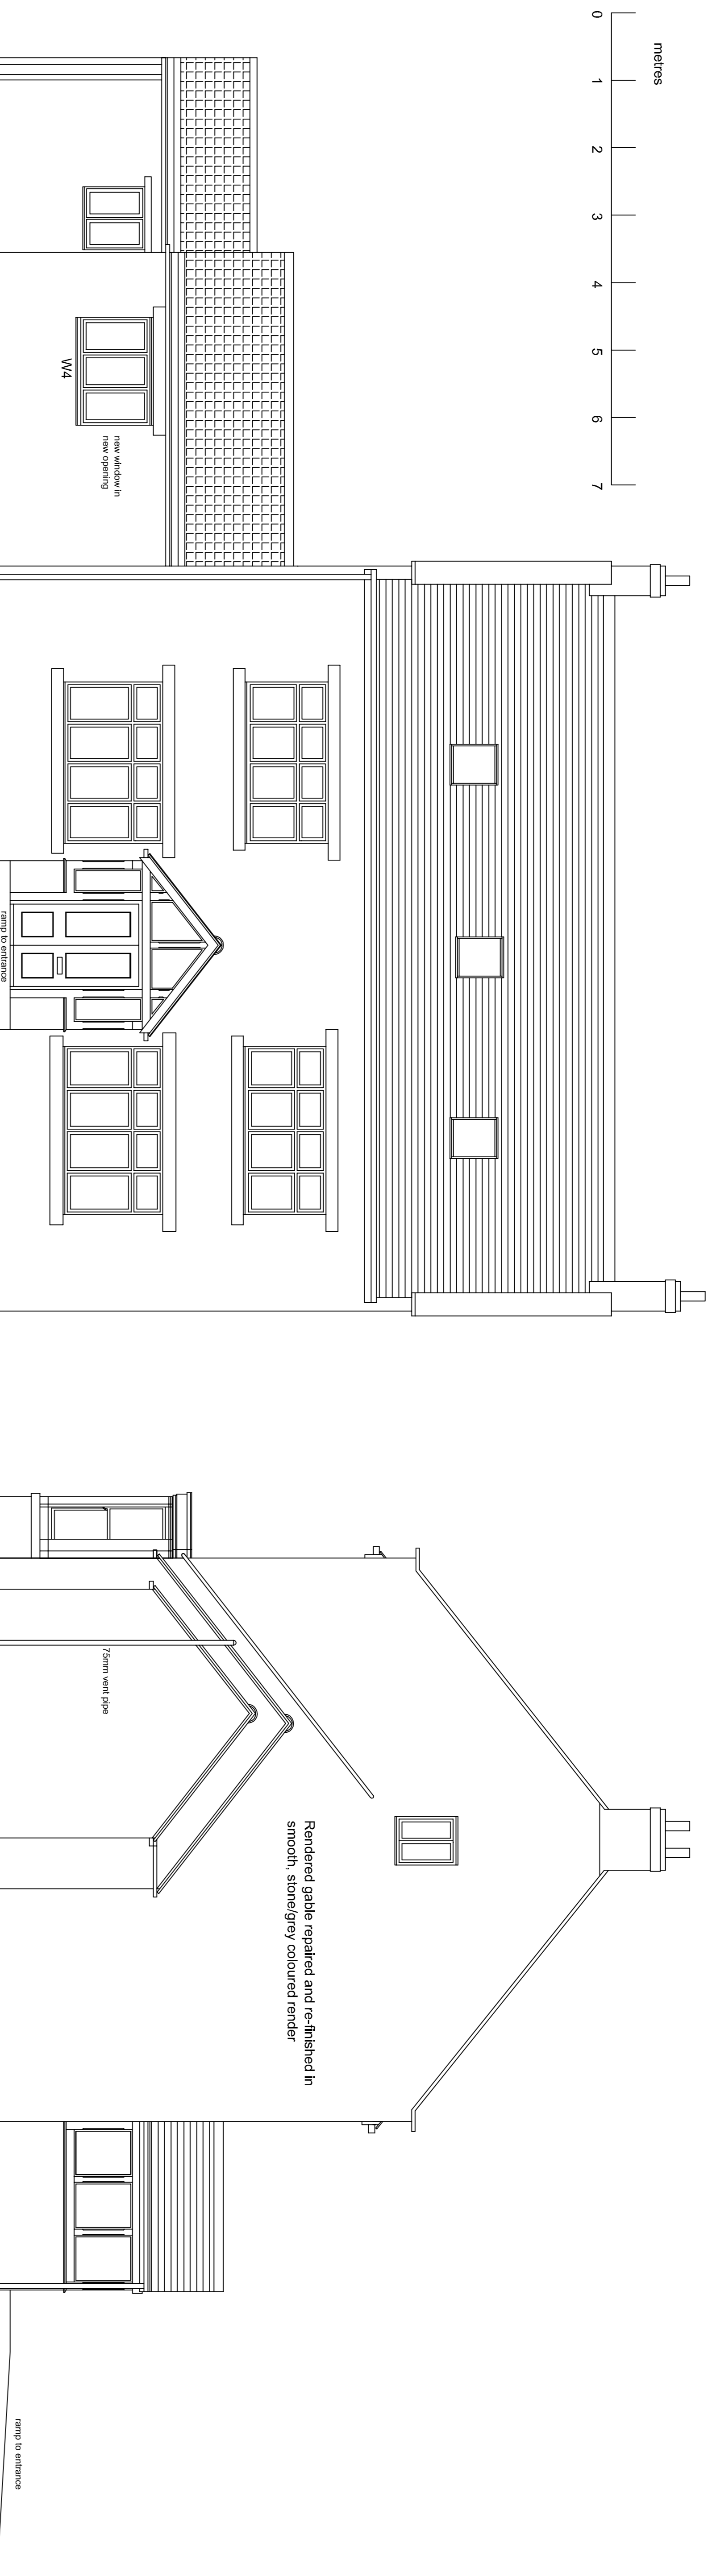 metres
0 1 2 3 4 5 6 7
W4
new window in
new opening
ramp to entrance
75mm vent pipe
Rendered gable repaired and re-finished in
smooth, stone/grey coloured render
ramp to entrance